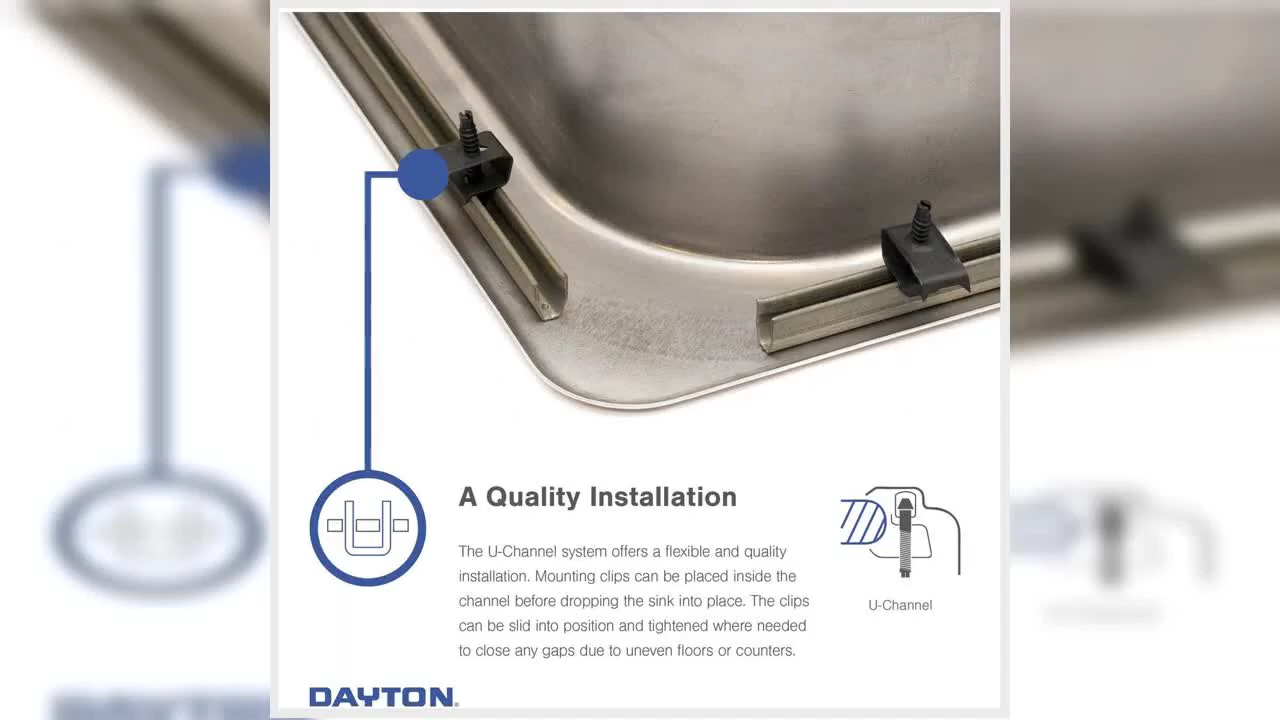 A Quality Installation
The U-Channel system offers a flexible and quality
installation. Mounting clips can be placed inside the
channel before dropping the sink into place. The clips
can be slid into position and tightened where needed
to close any gaps due to uneven floors or counters.
U-Channel
DAYTON®